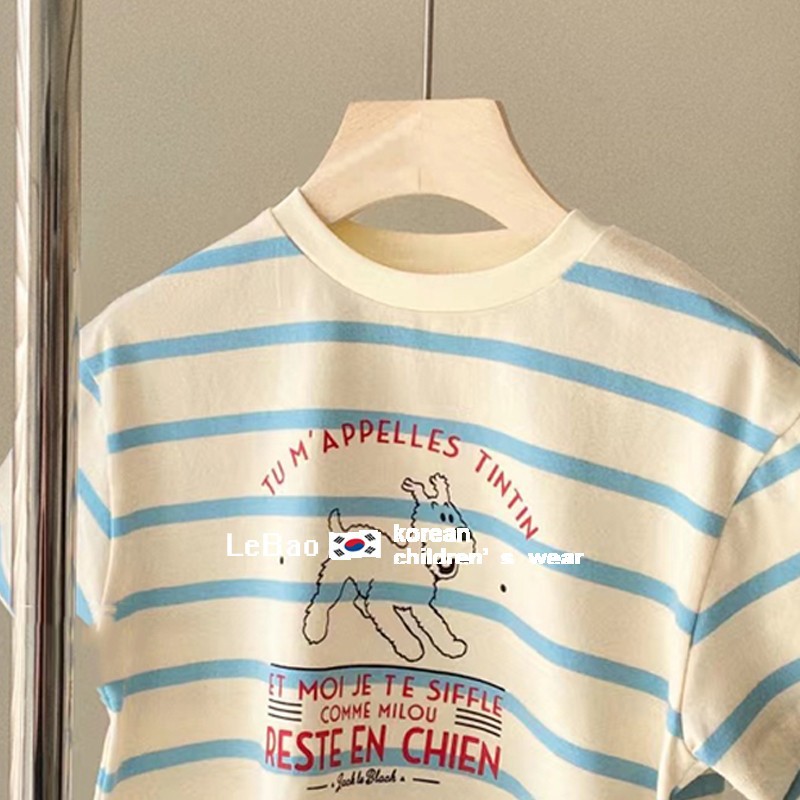 TU M'APPELLES TINTIN
LeBao
korean
children's wear
ET MOI JE TE SIFFLE
COMME MILOU
RESTE EN CHIEN
Jack le Black